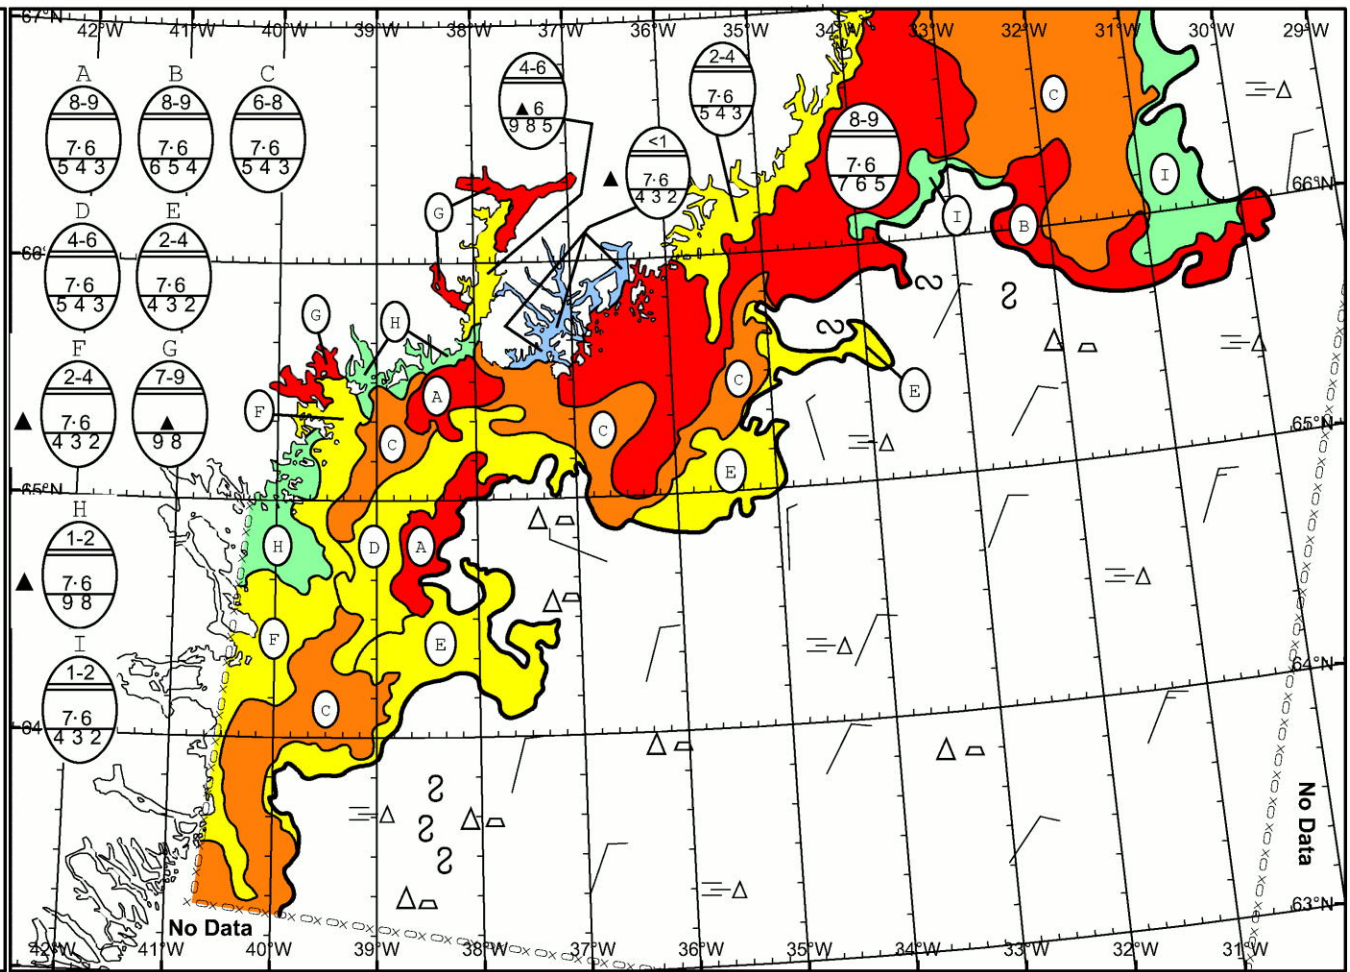 67°N
42°W 41°W 40°W 39°W 38°W 37°W 36°W 35°W 34°W 33°W 32°W 31°W 30°W 29°W
A B C
8-9 8-9 6-8
7·6 7·6 7·6
5 4 3 6 5 4 5 4 3
4-6
▲ 6
9 8 5
2-4
7·6
5 4 3
<1
▲ 7·6
4 3 2
8-9
7·6
7 6 5
C
I
66°N
G
I
B
D E
4-6 2-4
7·6 7·6
5 4 3 4 3 2
66°
G
H
F G
2-4 7-9
▲ 7·6 ▲
4 3 2 9 8
F
A
C
C
C
E
E
65°N
65°N
H
1-2
▲ 7·6
9 8
H
D
A
I
1-2
7·6
4 3 2
F
E
C
64°N
64°
No Data
63°N
No Data
42°W 41°W 40°W 39°W 38°W 37°W 36°W 35°W 34°W 33°W 32°W 31°W